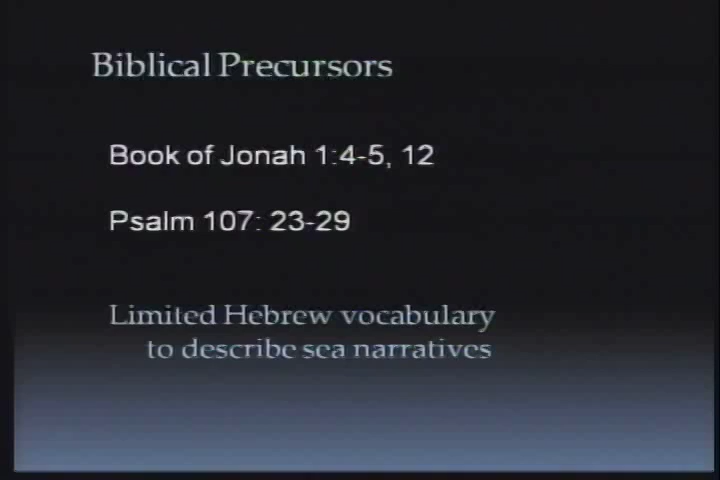 Biblical Precursors
Book of Jonah 1:4-5, 12
Psalm 107: 23-29
Limited Hebrew vocabulary
to describe sea narratives